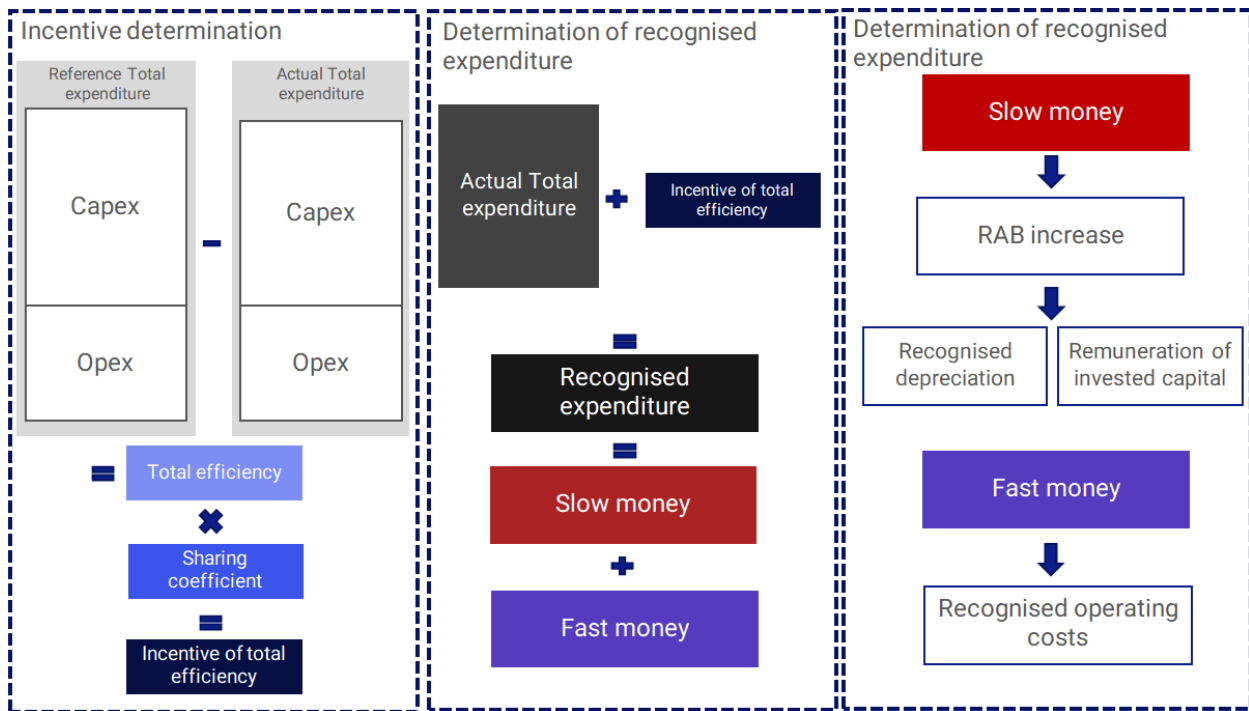 Incentive determination
Reference Total
expenditure
Actual Total
expenditure
Capex
Capex
Opex
Opex
Total efficiency
Sharing
coefficient
Incentive of total
efficiency
Determination of recognised
expenditure
Actual Total
expenditure
Incentive of total
efficiency
Recognised
expenditure
Slow money
Fast money
Determination of recognised
expenditure
Slow money
RAB increase
Recognised
depreciation
Remuneration of
invested capital
Fast money
Recognised operating
costs